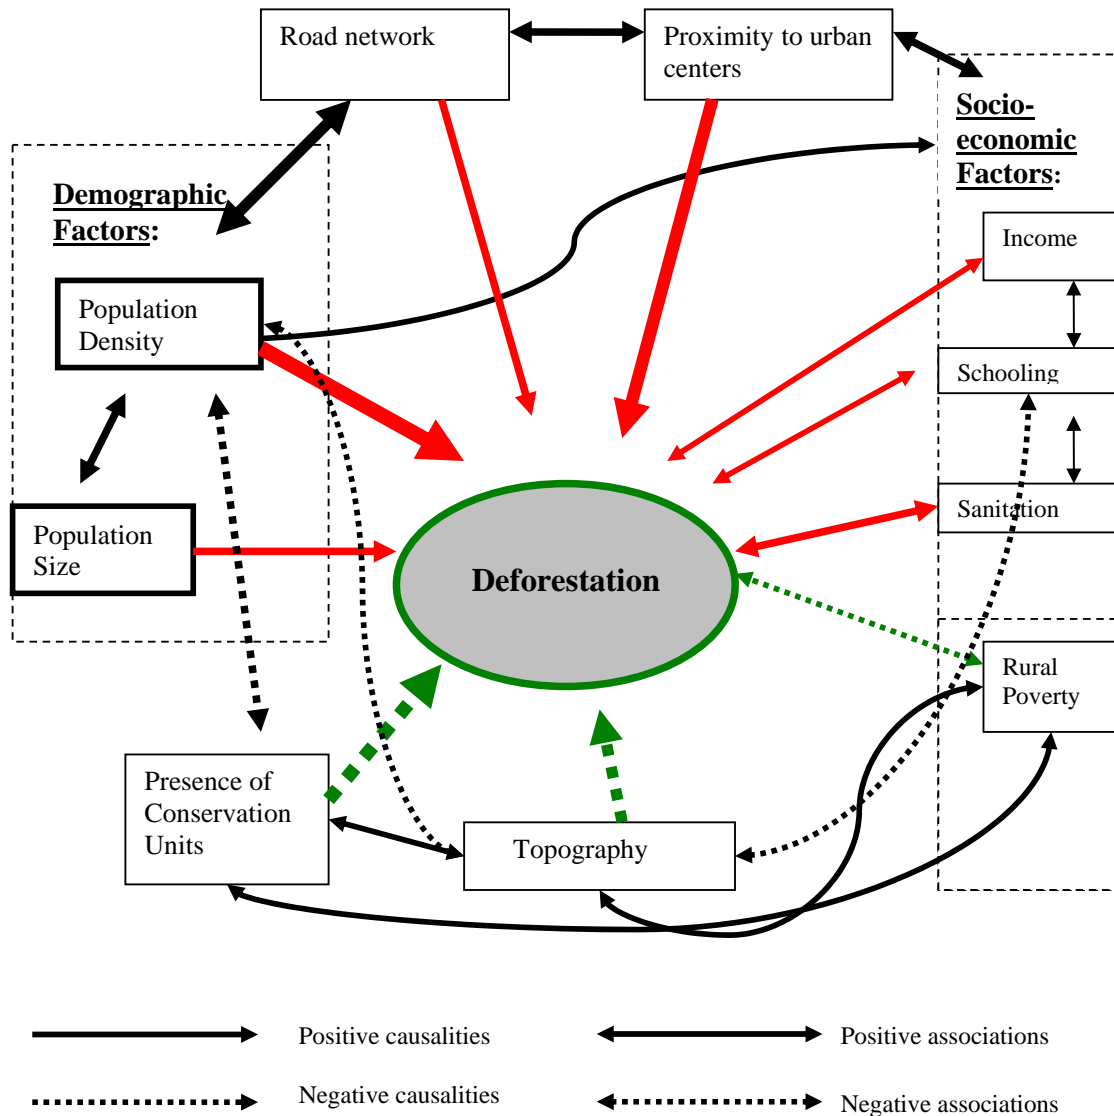 Road network
Proximity to urban
centers
Socio-
economic
Factors:
Demographic
Factors:
Income
Population
Density
Schooling
Sanitation
Population
Size
Deforestation
Rural
Poverty
Presence of
Conservation
Units
Topography
Positive causalities
Positive associations
Negative causalities
Negative associations